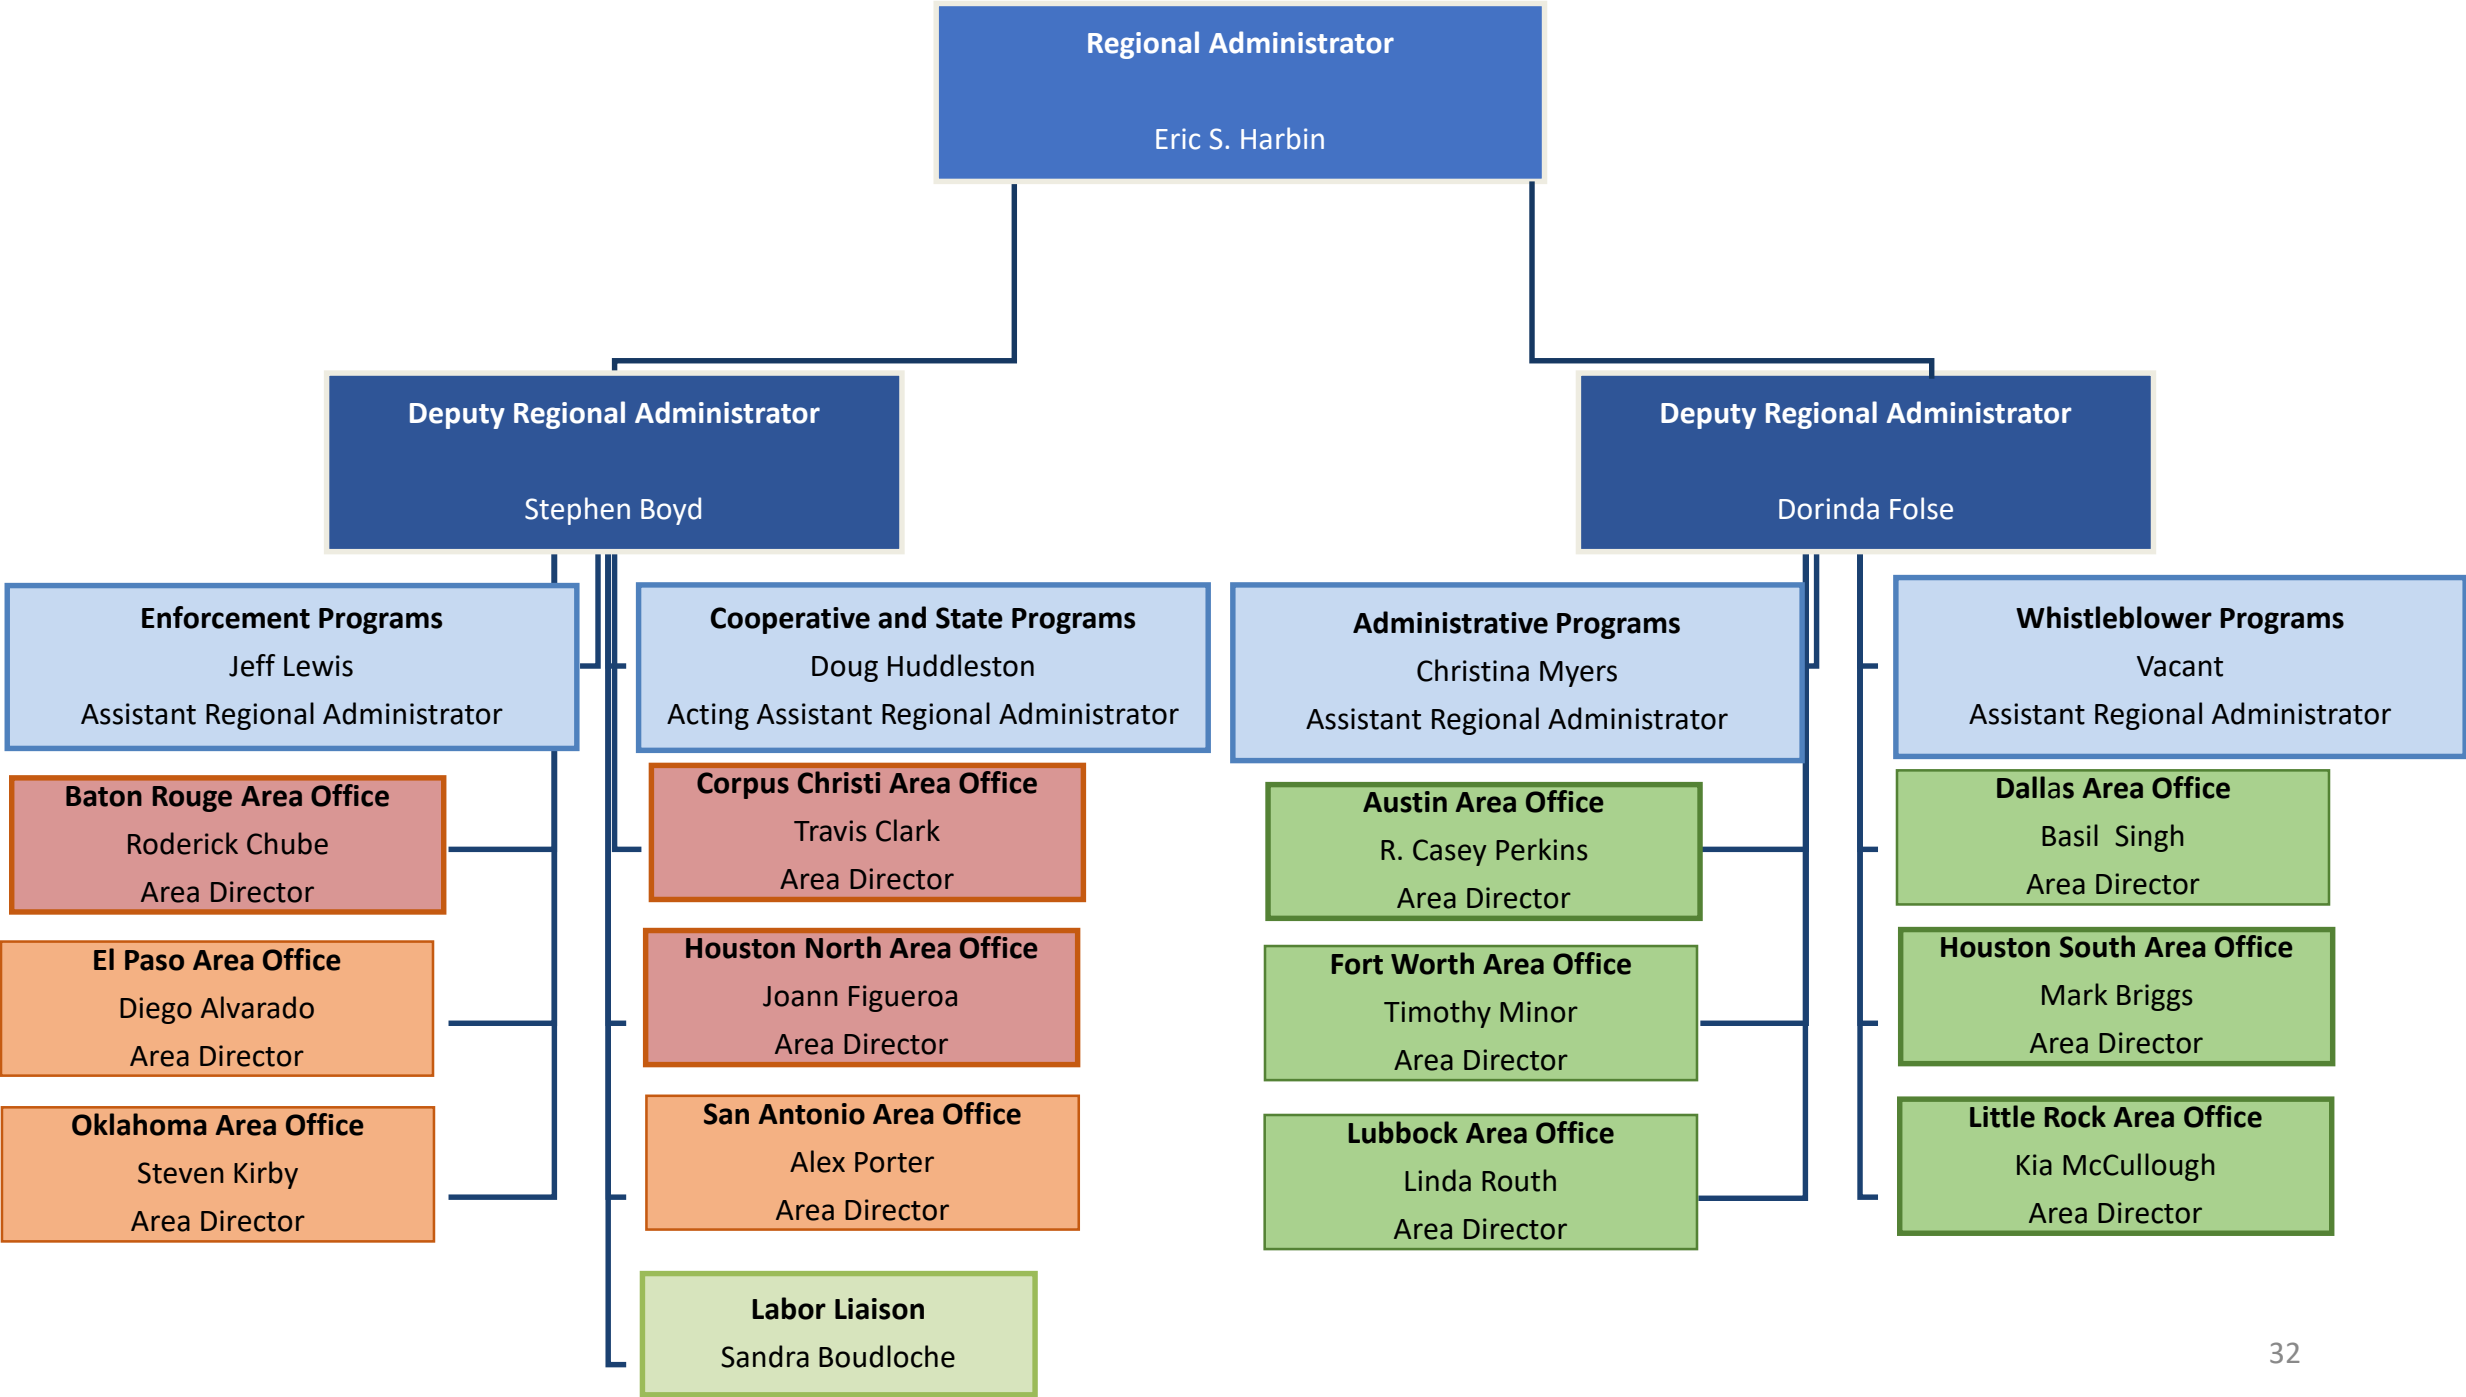 Regional Administrator
Eric S. Harbin
Deputy Regional Administrator
Stephen Boyd
Deputy Regional Administrator
Dorinda Folse
Enforcement Programs
Jeff Lewis
Assistant Regional Administrator
Cooperative and State Programs
Doug Huddleston
Acting Assistant Regional Administrator
Administrative Programs
Christina Myers
Assistant Regional Administrator
Whistleblower Programs
Vacant
Assistant Regional Administrator
Baton Rouge Area Office
Roderick Chube
Area Director
Corpus Christi Area Office
Travis Clark
Area Director
Austin Area Office
R. Casey Perkins
Area Director
Dallas Area Office
Basil  Singh
Area Director
El Paso Area Office
Diego Alvarado
Area Director
Houston North Area Office
Joann Figueroa
Area Director
Fort Worth Area Office
Timothy Minor
Area Director
Houston South Area Office
Mark Briggs
Area Director
Oklahoma Area Office
Steven Kirby
Area Director
San Antonio Area Office
Alex Porter
Area Director
Lubbock Area Office
Linda Routh
Area Director
Little Rock Area Office
Kia McCullough
Area Director
Labor Liaison
Sandra Boudloche
32